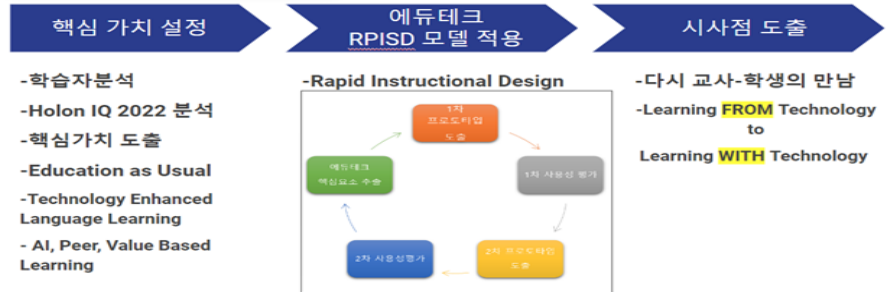 핵심 가치 설정
에듀테크
RPISD 모델 적용
시사점 도출
-학습자분석
-Holon IQ 2022 분석
-핵심가치 도출
-Education as Usual
-Technology Enhanced
Language Learning
- AI, Peer, Value Based
Learning
-Rapid Instructional Design
1차
프로토타입
도출
1차 사용성 평가
2차 프로토타입
도출
2차 사용성평가
에듀테크
핵심요소 추출
-다시 교사-학생의 만남
-Learning FROM Technology
to
Learning WITH Technology